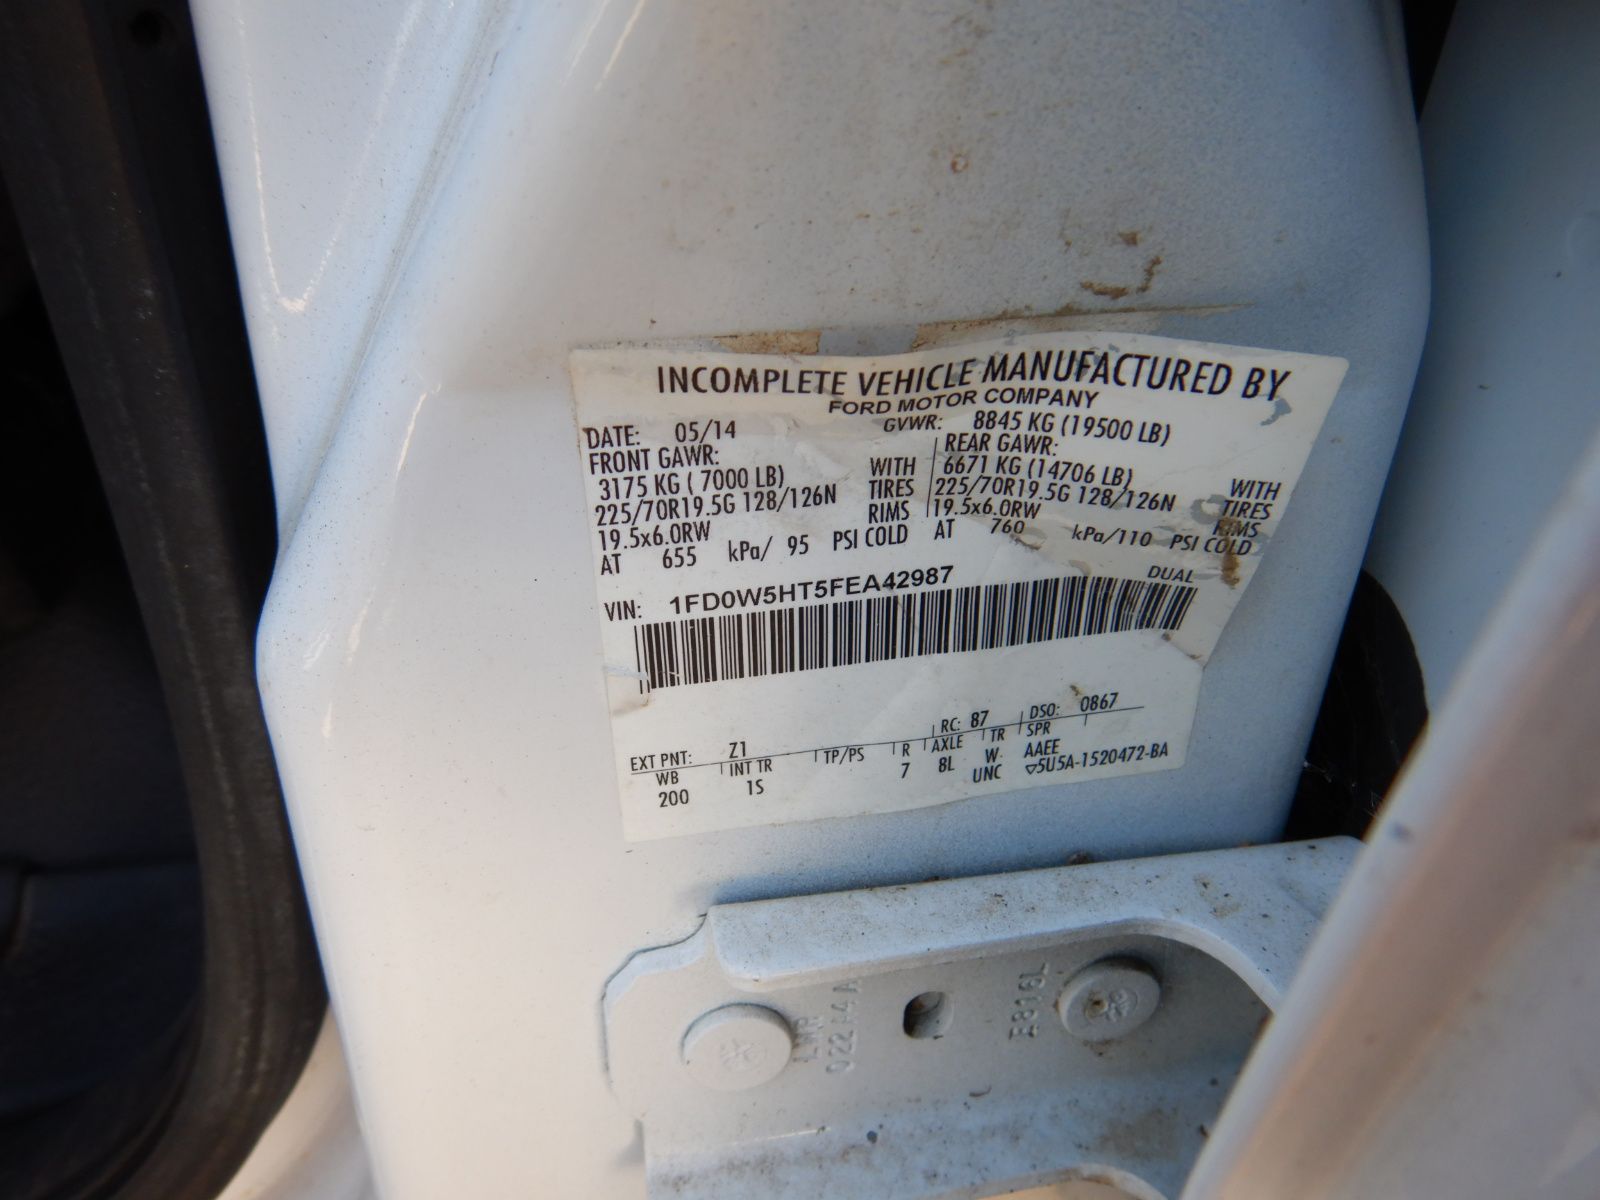 INCOMPLETE VEHICLE MANUFACTURED BY
FORD MOTOR COMPANY
DATE: 05/14 GVWR: 8845 KG (19500 LB)
FRONT GAWR: REAR GAWR:
3175 KG ( 7000 LB) WITH 6671 KG (14706 LB) WITH
225/70R19.5G 128/126N TIRES 225/70R19.5G 128/126N TIRES
19.5x6.0RW RIMS 19.5x6.0RW RIMS
AT 655 kPa/ 95 PSI COLD AT 760 kPa/110 PSI COLD
DUAL
VIN: 1FD0W5HT5FEA42987
EXT PNT: Z1 RC: 87 DSO: 0867
WB INT TR TP/PS R AXLE TR SPR
200 1S 7 8L W AAEE
UNC ▽5U5A-1520472-BA
022A4A